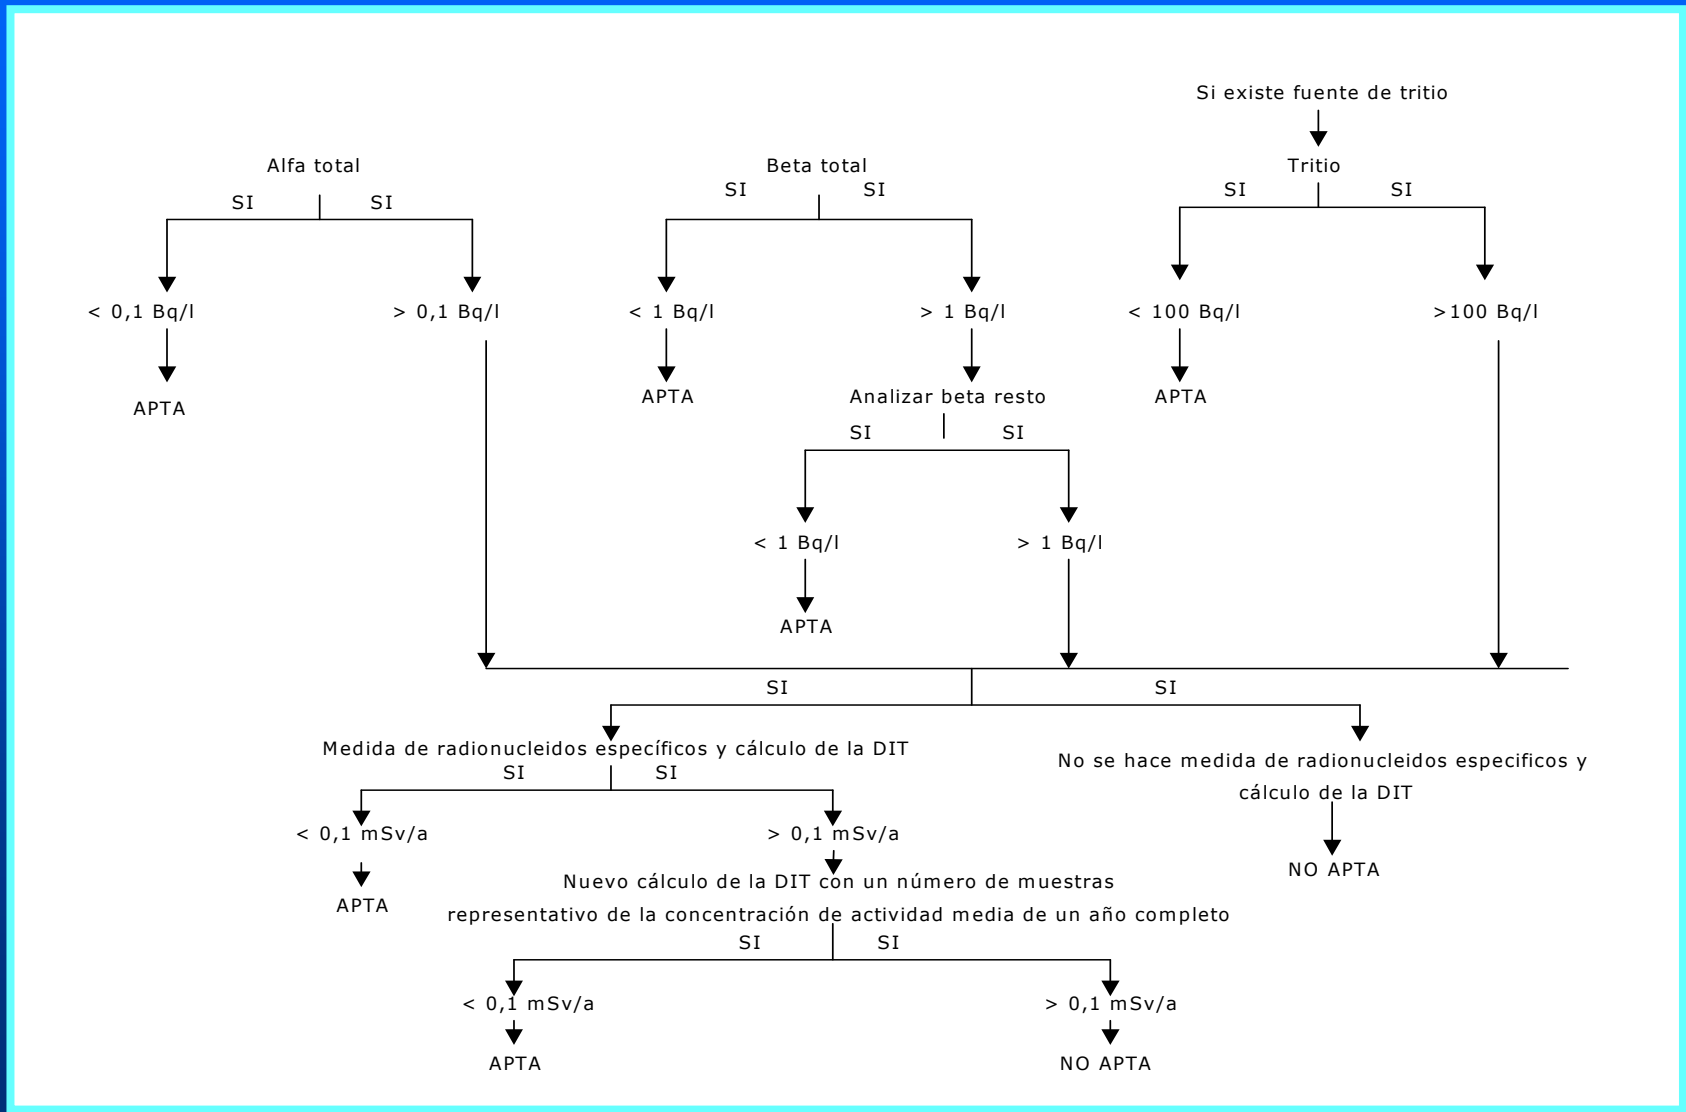 Si existe fuente de tritio
Alfa total
Beta total
Tritio
SI SI
SI SI
SI SI
< 0,1 Bq/l
> 0,1 Bq/l
< 1 Bq/l
> 1 Bq/l
< 100 Bq/l
>100 Bq/l
APTA
APTA
Analizar beta resto
APTA
SI SI
< 1 Bq/l
> 1 Bq/l
APTA
SI SI
Medida de radionucleidos específicos y cálculo de la DIT
No se hace medida de radionucleidos especificos y
cálculo de la DIT
SI SI
< 0,1 mSv/a
> 0,1 mSv/a
NO APTA
APTA
Nuevo cálculo de la DIT con un número de muestras
representativo de la concentración de actividad media de un año completo
SI SI
< 0,1 mSv/a
> 0,1 mSv/a
APTA
NO APTA